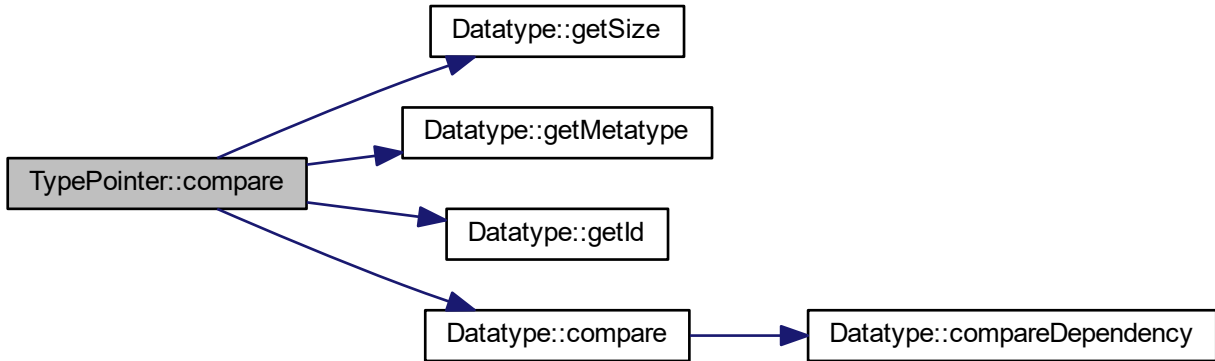 Datatype::getSize
Datatype::getMetatype
TypePointer::compare
Datatype::getId
Datatype::compare
Datatype::compareDependency